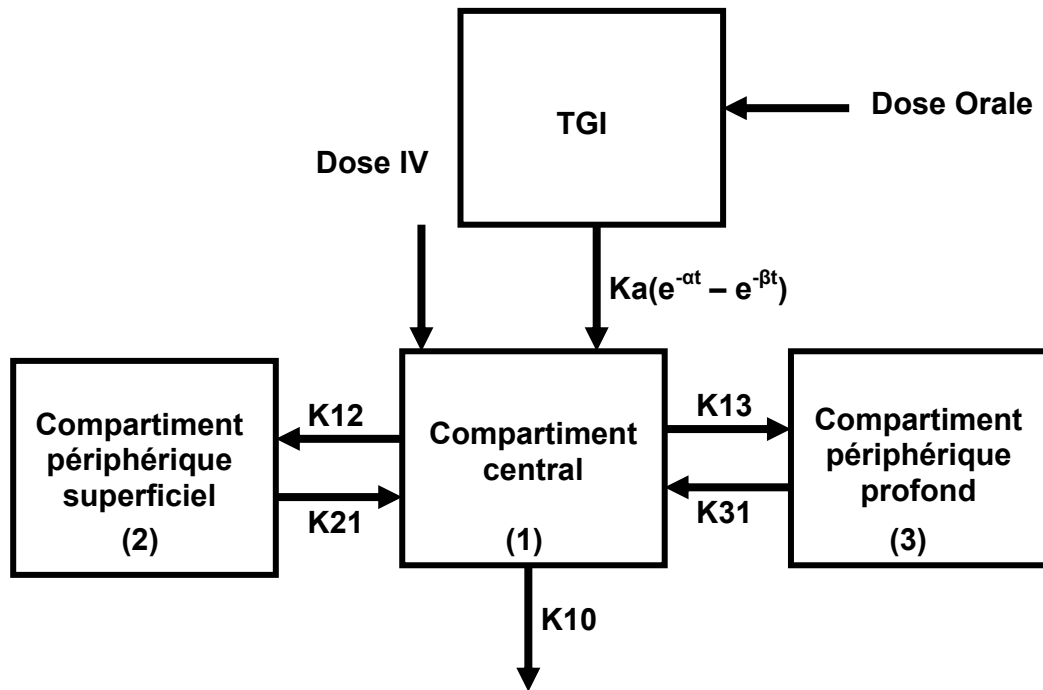 TGI
Dose Orale
Dose IV
Ka(e^-αt – e^-βt)
K12
K13
Compartiment
périphérique
superficiel
(2)
Compartiment
central
(1)
Compartiment
périphérique
profond
(3)
K21
K31
K10